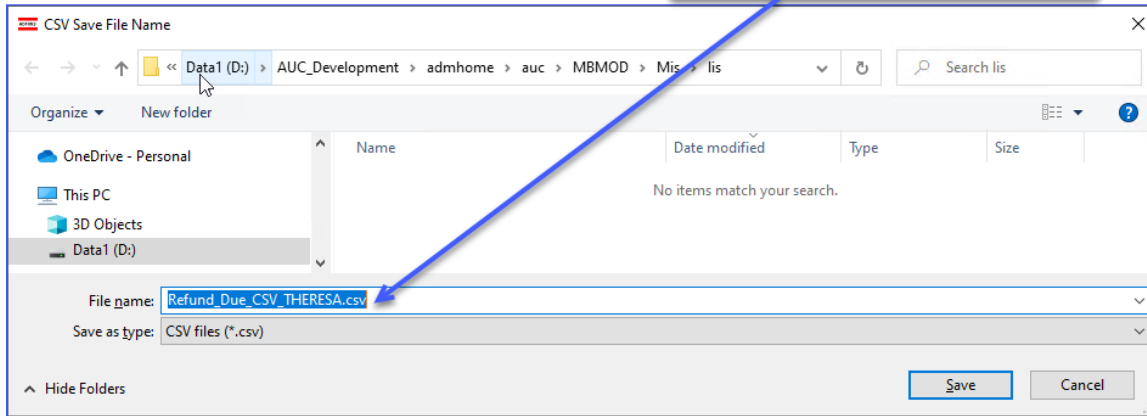 CSV Save File Name
« Data1 (D:) > AUC_Development > admhome > auc > MBMOD > Mis > lis
Search lis
Organize
New folder
OneDrive - Personal
This PC
3D Objects
Data1 (D:)
Name
Date modified
Type
Size
No items match your search.
File name: Refund_Due_CSV_THERESA.csv
Save as type: CSV files (*.csv)
Hide Folders
Save
Cancel